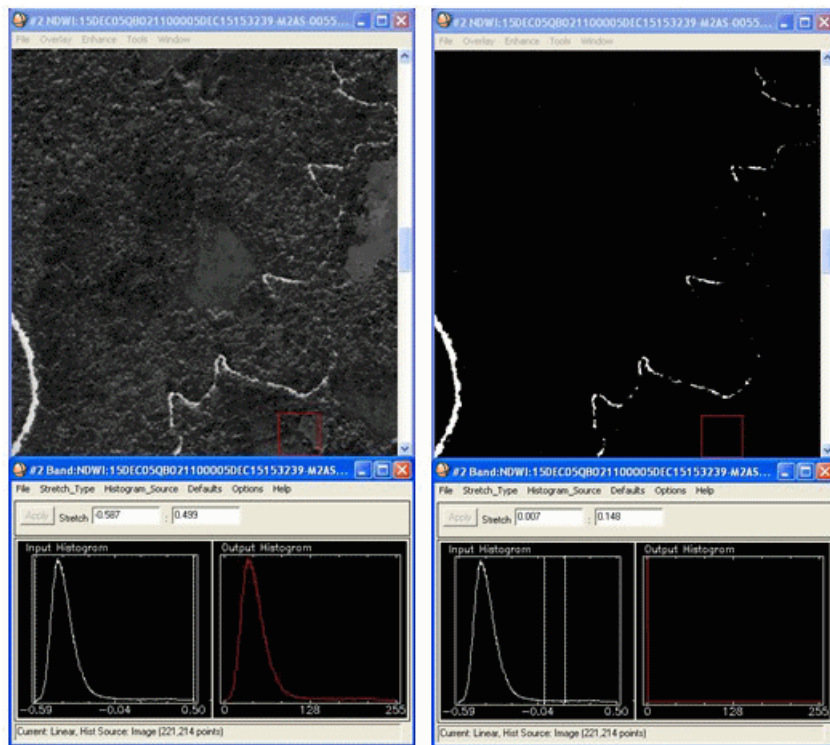 #2 NDWI:15DEC05QB021100005DEC15153239-M2AS-0055...
File Overlay Enhance Tools Window
#2 Band:NDWI:15DEC05QB021100005DEC15153239-M2AS...
File Stretch_Type Histogram_Source Defaults Options Help
Apply Stretch -0.587 : 0.499
Input Histogram Output Histogram
-0.59 -0.04 0.50 0 128 255
Current: Linear, Hist Source: Image (221,214 points)
#2 NDWI:15DEC05QB021100005DEC15153239-M2AS-0055...
File Overlay Enhance Tools Window
#2 Band:NDWI:15DEC05QB021100005DEC15153239-M2AS...
File Stretch_Type Histogram_Source Defaults Options Help
Apply Stretch 0.007 : 0.148
Input Histogram Output Histogram
-0.59 -0.04 0.50 0 128 255
Current: Linear, Hist Source: Image (221,214 points)